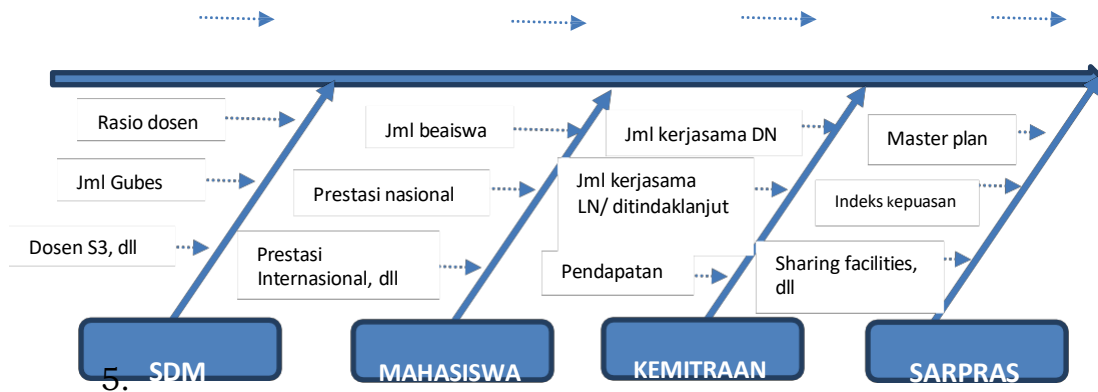 Rasio dosen
Jml Gubes
Dosen S3, dll
Jml beaiswa
Prestasi nasional
Prestasi
Internasional, dll
Jml kerjasama DN
Jml kerjasama
LN/ ditindaklanjut
Pendapatan
Master plan
Indeks kepuasan
Sharing facilities,
dll
5. SDM
MAHASISWA
KEMITRAAN
SARPRAS